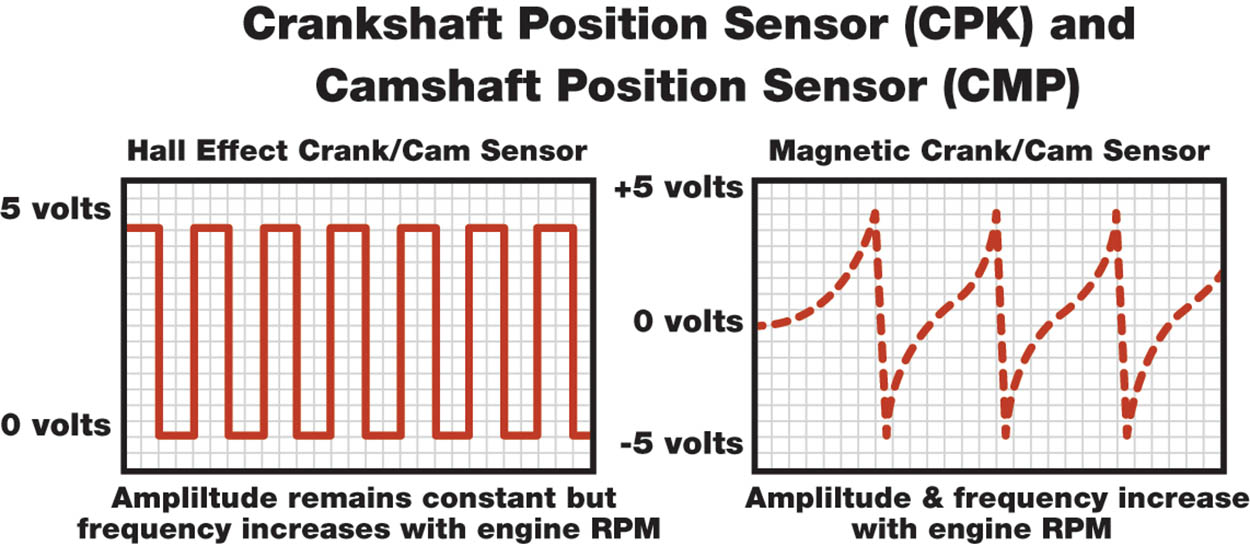 Crankshaft Position Sensor (CPK) and
Camshaft Position Sensor (CMP)
Hall Effect Crank/Cam Sensor
5 volts
0 volts
Ampliltude remains constant but
frequency increases with engine RPM
Magnetic Crank/Cam Sensor
+5 volts
0 volts
-5 volts
Ampliltude & frequency increase
with engine RPM